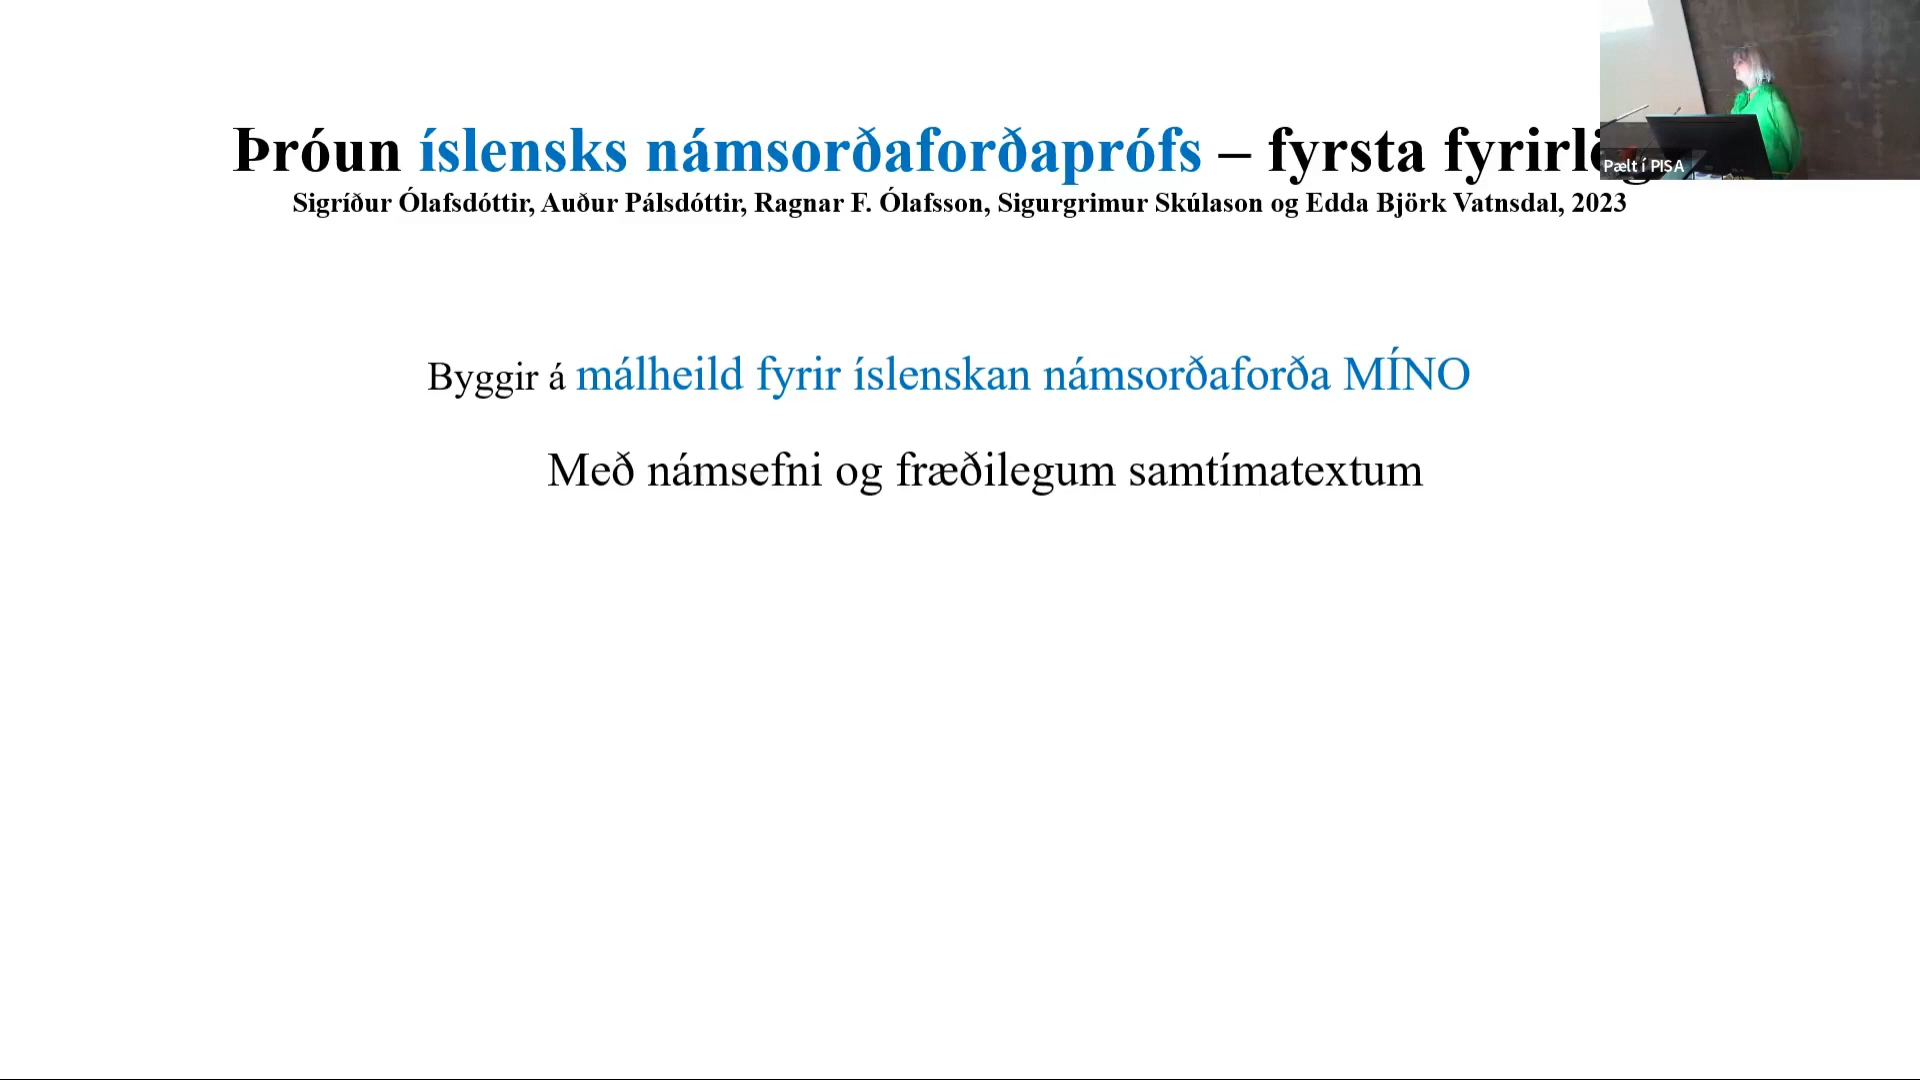 Þróun íslensks námsorðaforðaprófs – fyrsta
Sigríður Ólafsdóttir, Auður Pálsdóttir, Ragnar F. Ólafsson, Sigurgrimur Skúlason og Edda Björk Vatnsdal, 2023
Byggir á málheild fyrir íslenskan námsorðaforða MÍNO
Með námsefni og fræðilegum samtímatextum
Pælt í PISA